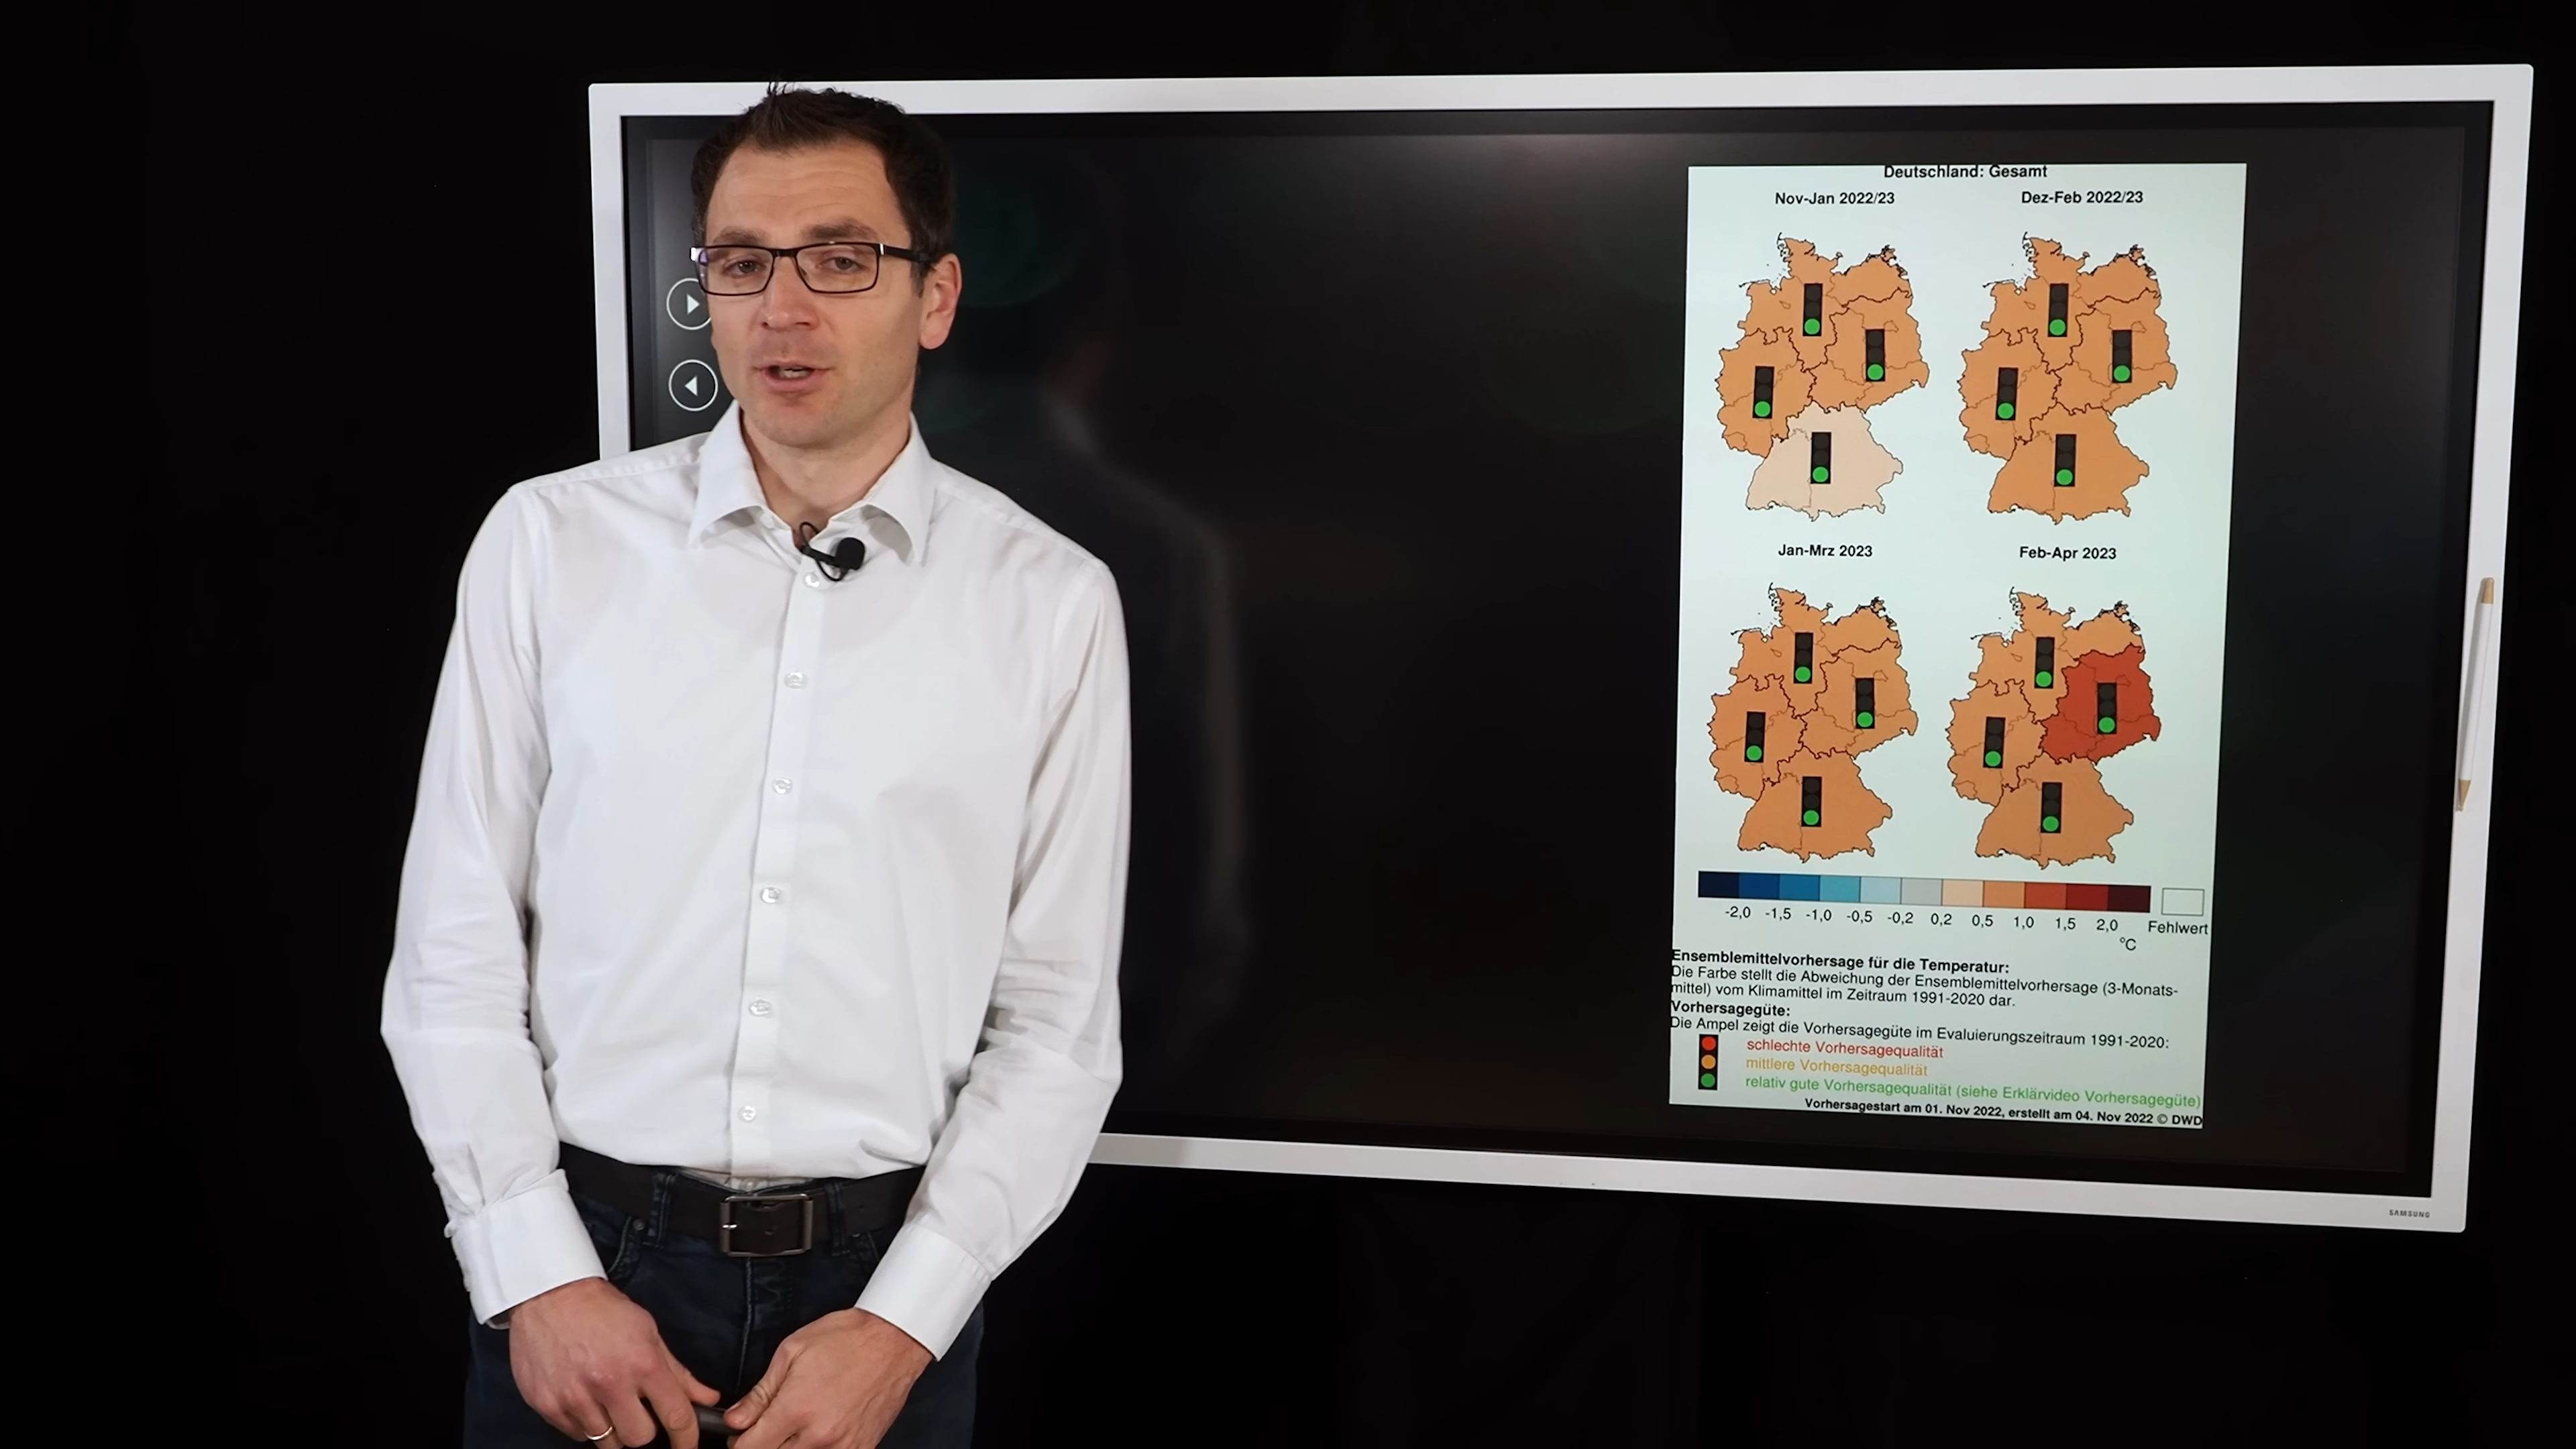 Deutschland: Gesamt
Nov-Jan 2022/23
Dez-Feb 2022/23
Jan-Mrz 2023
Feb-Apr 2023
-2,0 -1,5 -1,0 -0,5 -0,2 0,2 0,5 1,0 1,5 2,0
°C
Fehlwert
Ensemblemittelvorhersage für die Temperatur:
Die Farbe stellt die Abweichung der Ensemblemittelvorhersage (3-Monats-
mittel) vom Klimamittel im Zeitraum 1991-2020 dar.
Vorhersagegüte:
Die Ampel zeigt die Vorhersagegüte im Evaluierungszeitraum 1991-2020:
schlechte Vorhersagequalität
mittlere Vorhersagequalität
relativ gute Vorhersagequalität (siehe Erklärvideo Vorhersagegüte)
Vorhersagestart am 01. Nov 2022, erstellt am 04. Nov 2022 © DWD
SAMSUNG